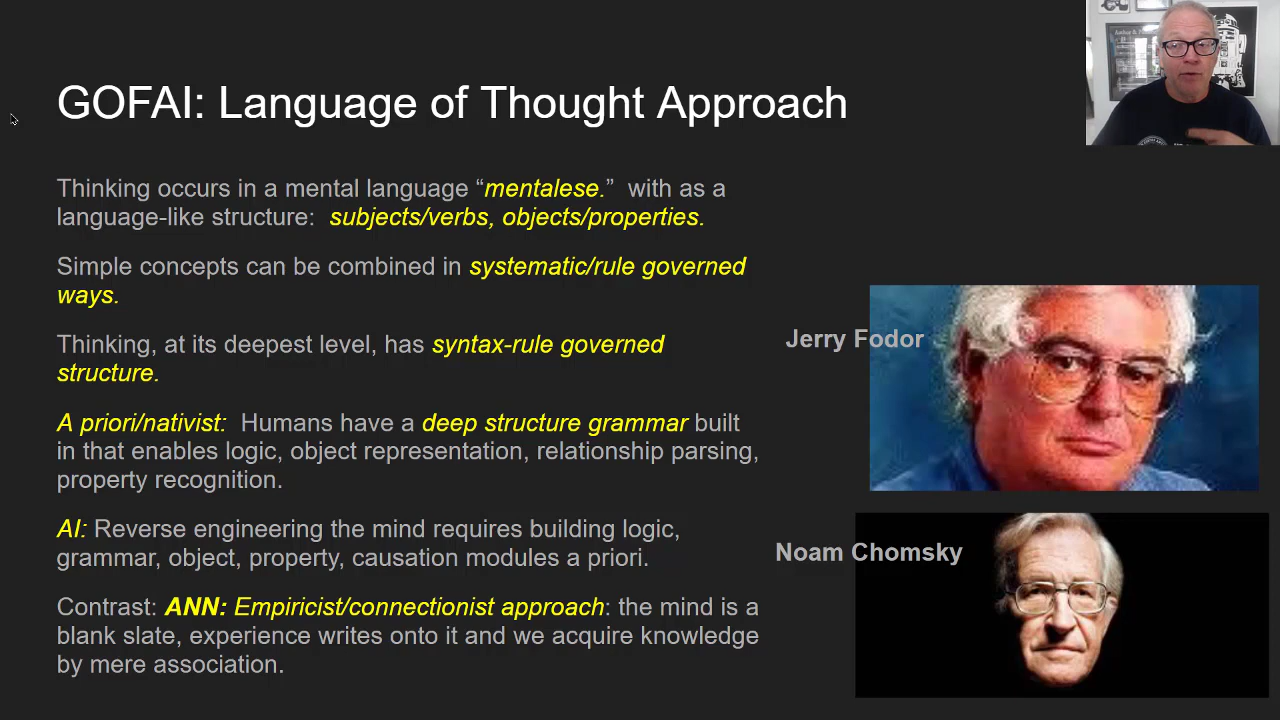 GOFAI: Language of Thought Approach
Thinking occurs in a mental language “mentalese.”  with as a
language-like structure:  subjects/verbs, objects/properties.
Simple concepts can be combined in systematic/rule governed
ways.
Thinking, at its deepest level, has syntax-rule governed
structure.
A priori/nativist:  Humans have a deep structure grammar built
in that enables logic, object representation, relationship parsing,
property recognition.
AI: Reverse engineering the mind requires building logic,
grammar, object, property, causation modules a priori.
Contrast: ANN: Empiricist/connectionist approach: the mind is a
blank slate, experience writes onto it and we acquire knowledge
by mere association.
Jerry Fodor
Noam Chomsky